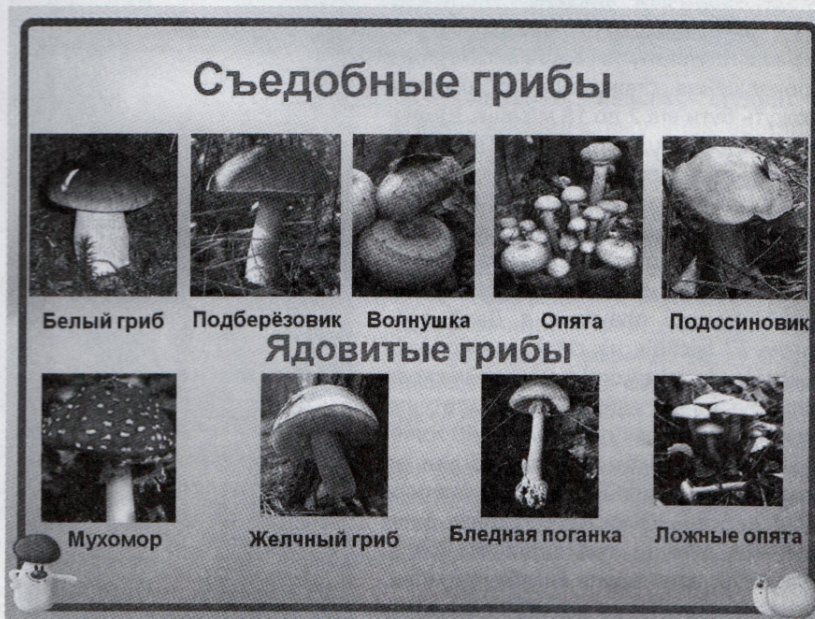 Съедобные грибы
Белый гриб Подберёзовик Волнушка Опята Подосиновик
Ядовитые грибы
Мухомор Желчный гриб Бледная поганка Ложные опята